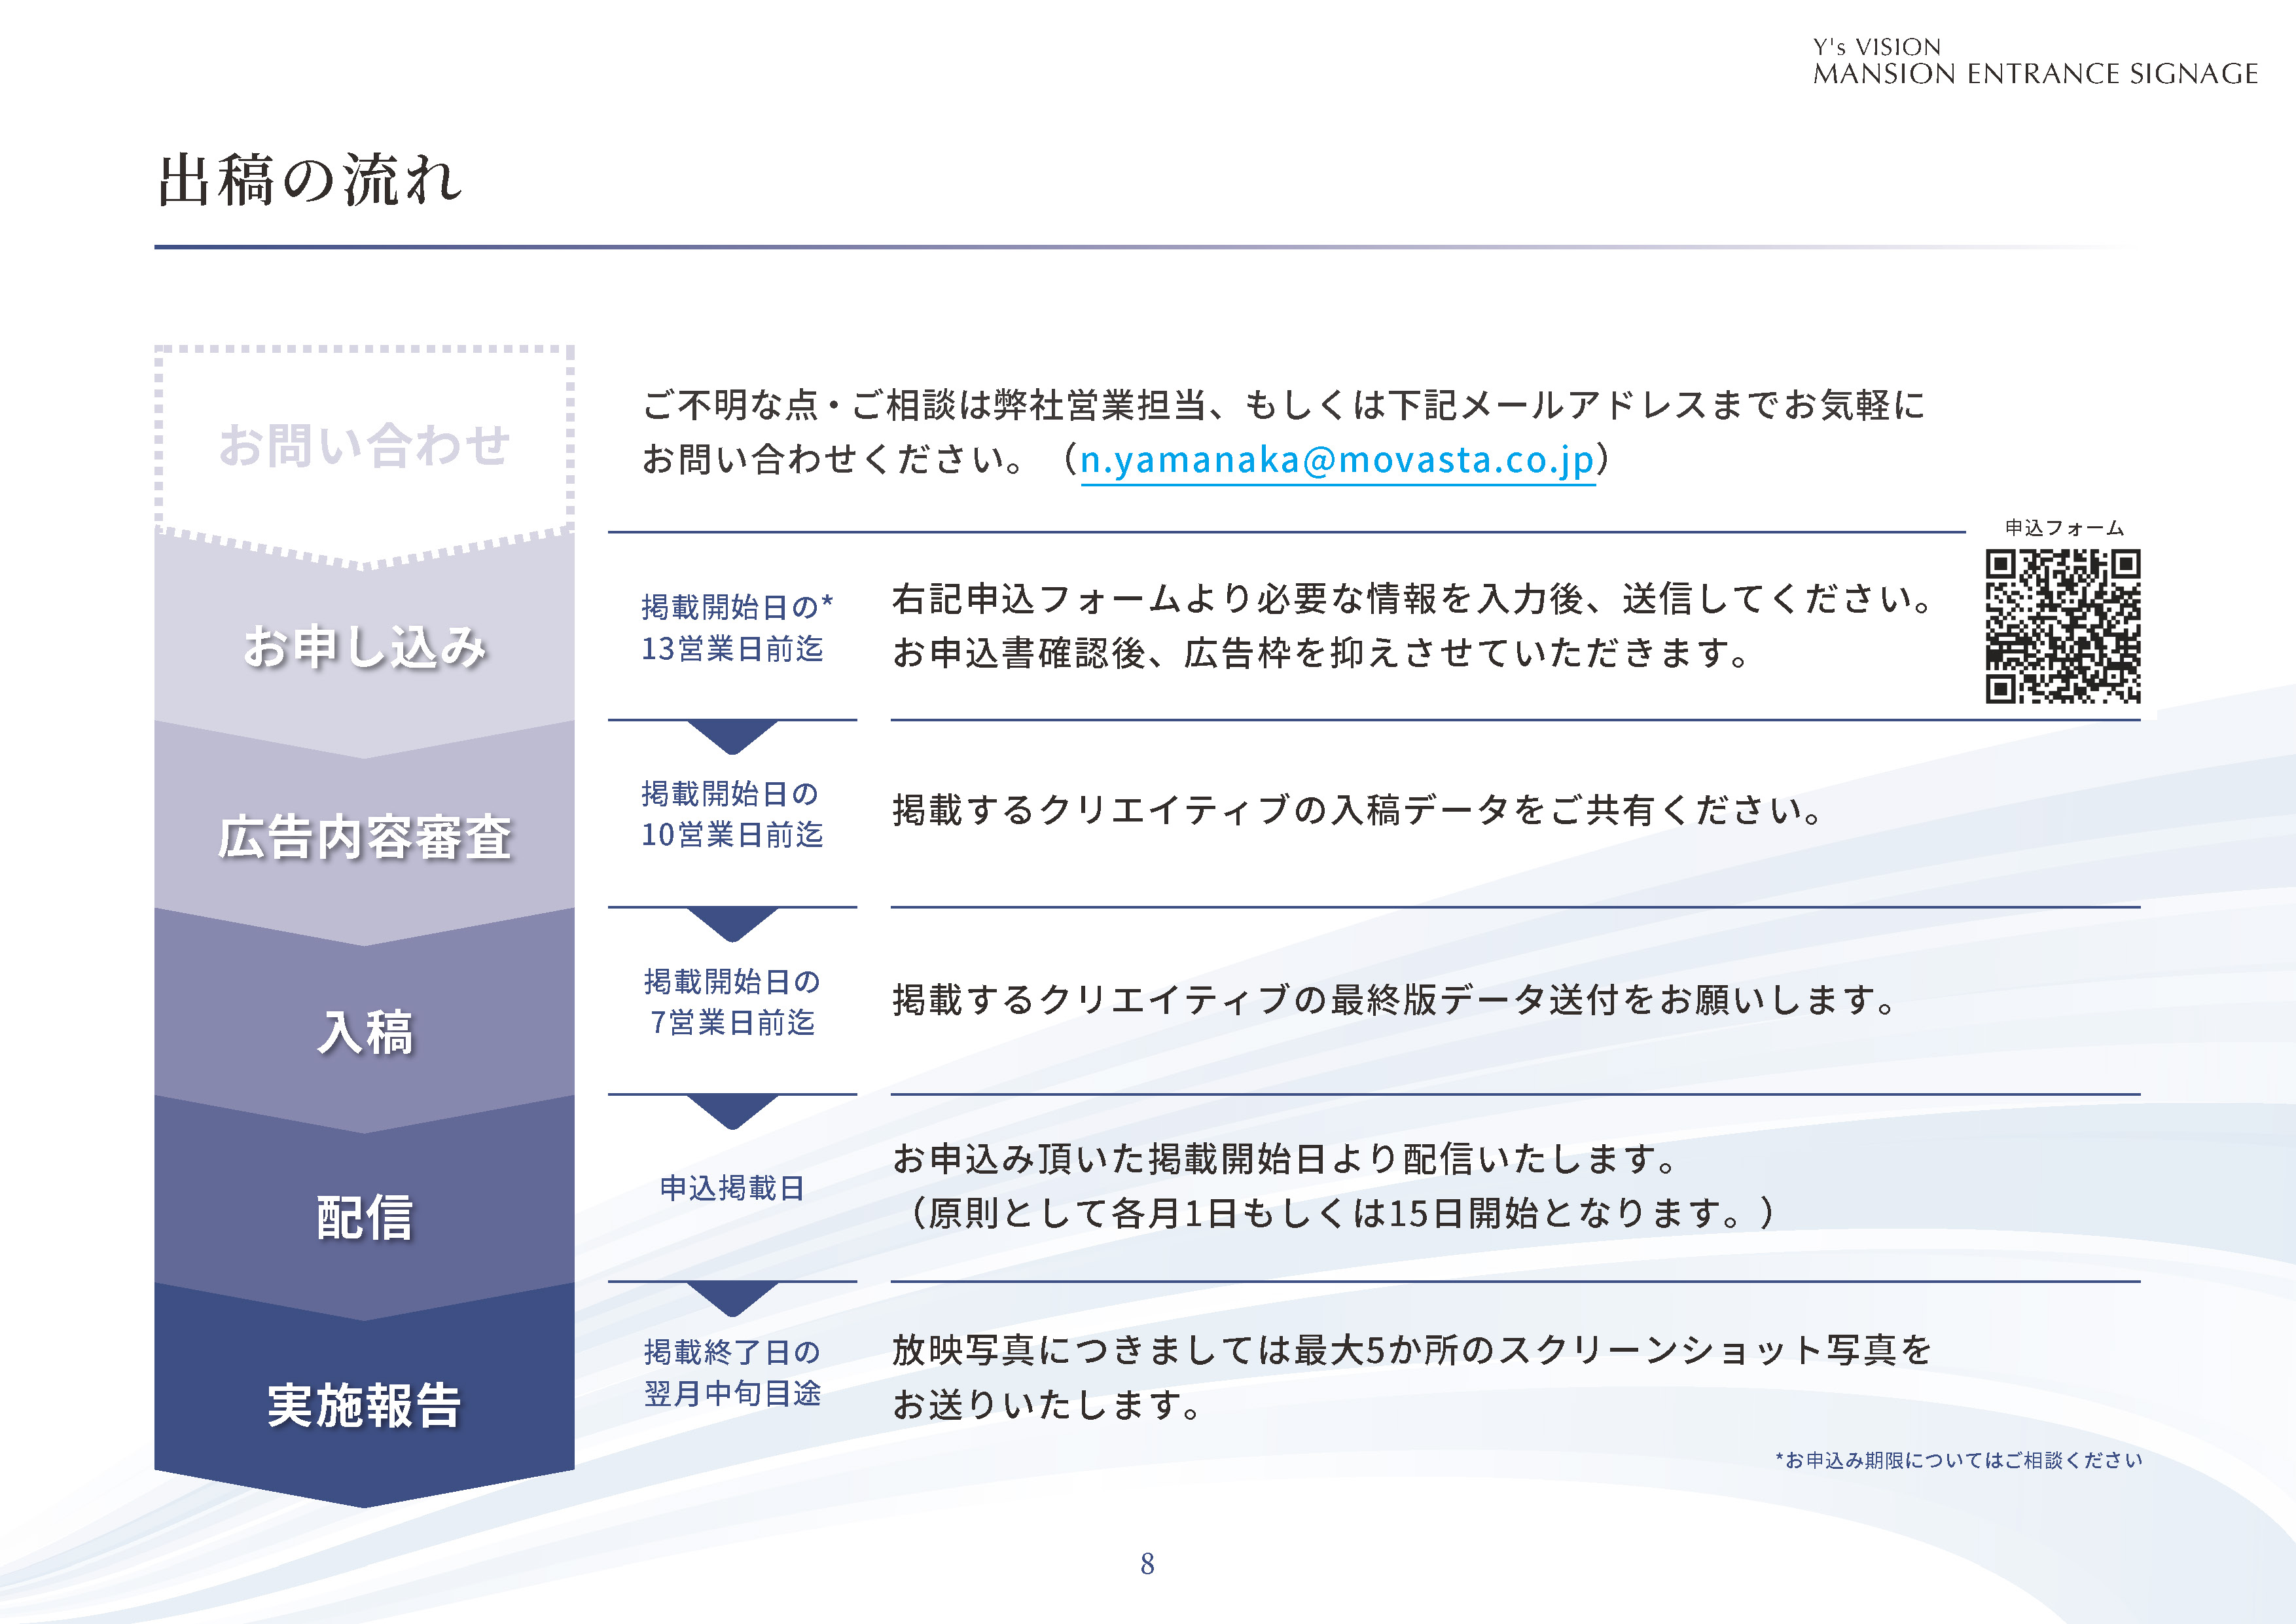 Y's VISION
MANSION ENTRANCE SIGNAGE
出稿の流れ
お問い合わせ
ご不明な点・ご相談は弊社営業担当、もしくは下記メールアドレスまでお気軽に
お問い合わせください。（n.yamanaka@movasta.co.jp）
申込フォーム
お申し込み
掲載開始日の*
13営業日前迄
右記申込フォームより必要な情報を入力後、送信してください。
お申込書確認後、広告枠を抑えさせていただきます。
広告内容審査
掲載開始日の
10営業日前迄
掲載するクリエイティブの入稿データをご共有ください。
入稿
掲載開始日の
7営業日前迄
掲載するクリエイティブの最終版データ送付をお願いします。
配信
申込掲載日
お申込み頂いた掲載開始日より配信いたします。
（原則として各月1日もしくは15日開始となります。）
実施報告
掲載終了日の
翌月中旬目途
放映写真につきましては最大5か所のスクリーンショット写真を
お送りいたします。
*お申込み期限についてはご相談ください
8